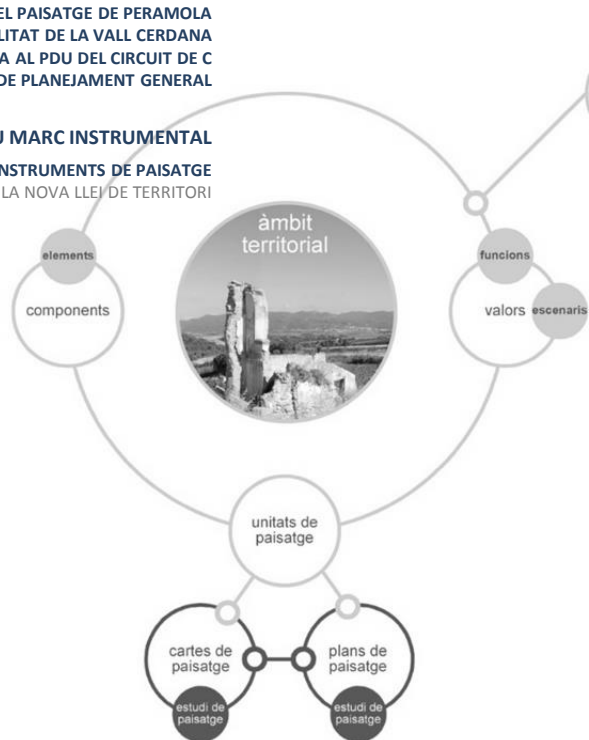 EL PAISATGE DE PERAMOLA
LITAT DE LA VALL CERDANA
A AL PDU DEL CIRCUIT DE C
DE PLANEJAMENT GENERAL
U MARC INSTRUMENTAL
NSTRUMENTS DE PAISATGE
LA NOVA LLEI DE TERRITORI
àmbit
territorial
elements
components
funcions
valors
escenaris
unitats de
paisatge
cartes de
paisatge
plans de
paisatge
estudi de
paisatge
estudi de
paisatge